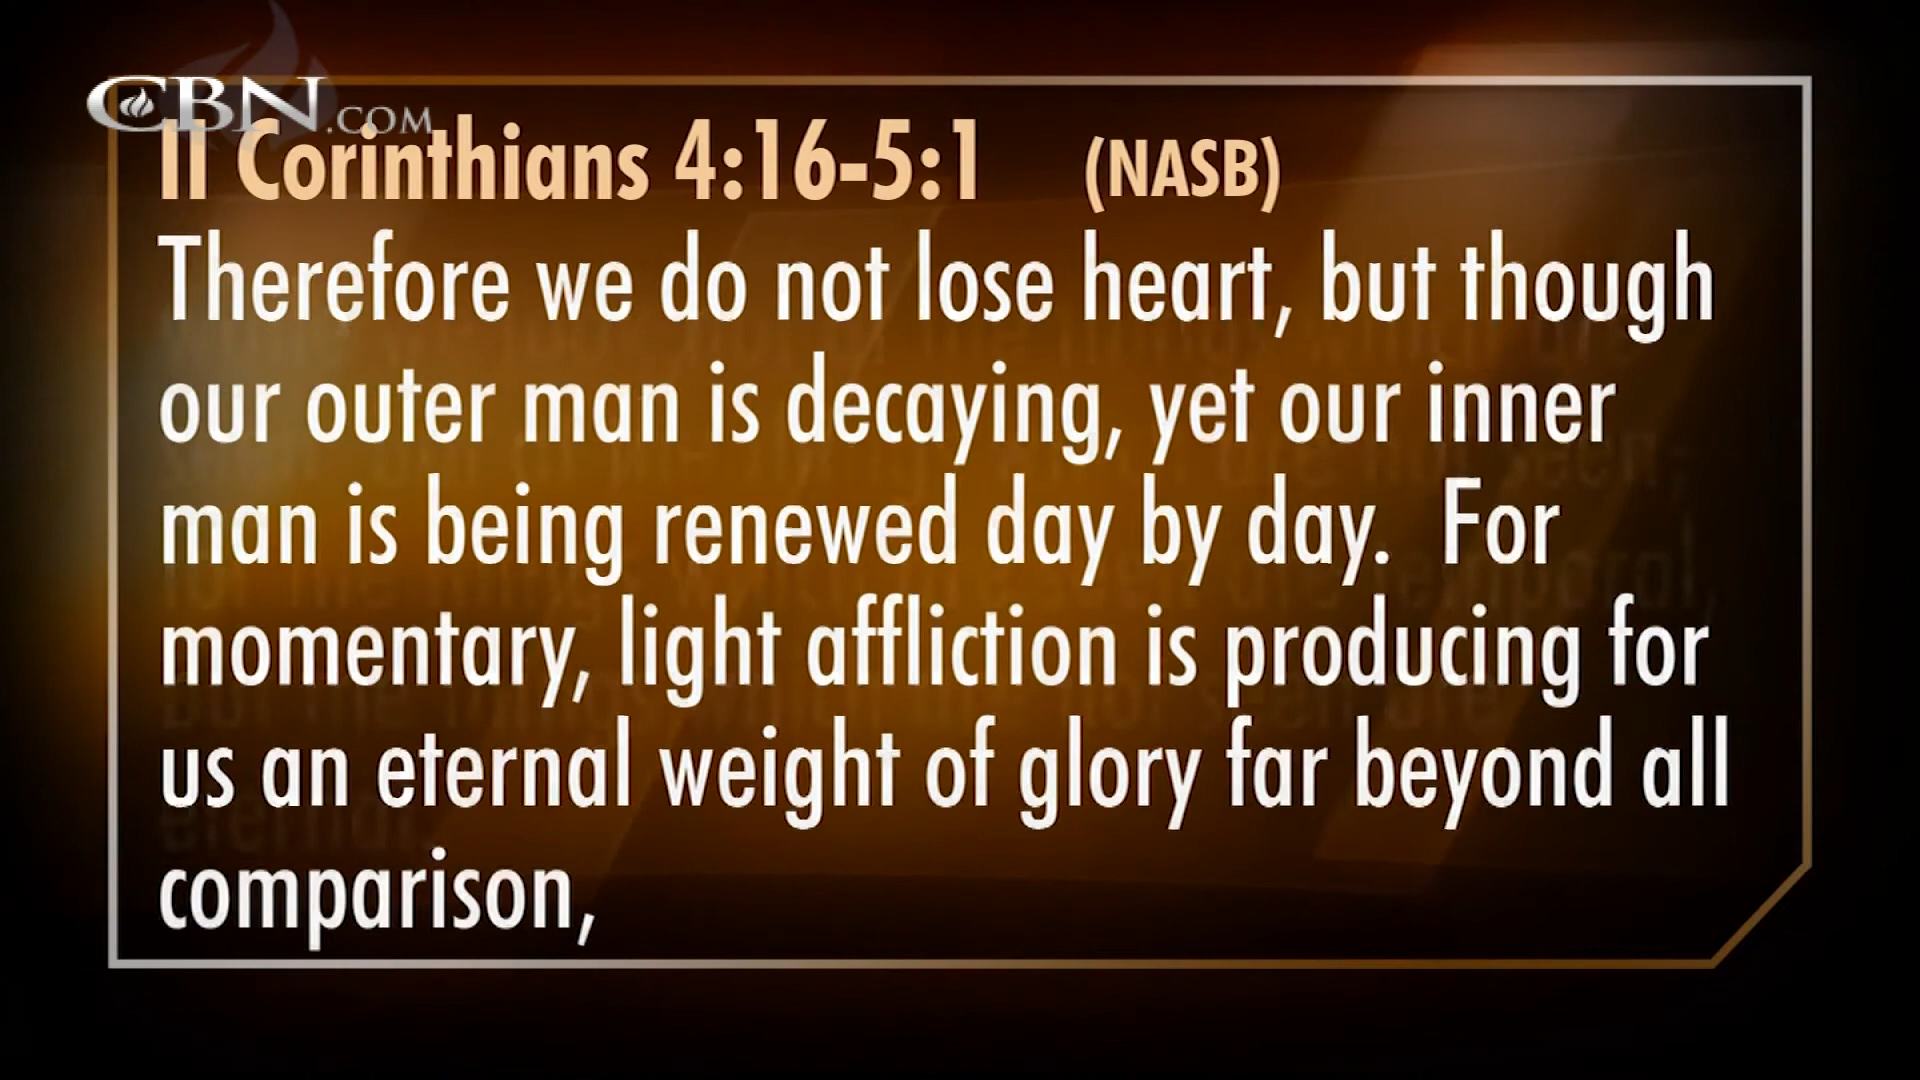 CBN.COM
II Corinthians 4:16-5:1 (NASB)
Therefore we do not lose heart, but though
our outer man is decaying, yet our inner
man is being renewed day by day. For
momentary, light affliction is producing for
us an eternal weight of glory far beyond all
comparison,